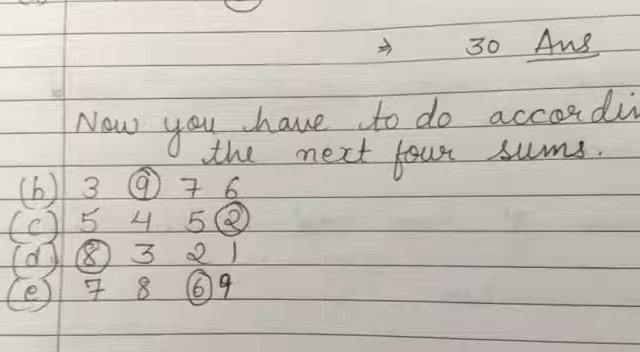 ⇒ 30 Ans
Now you have to do accordin
the next four sums.
(b) 3 9 7 6
(c) 5 4 5 2
(d) 8 3 2 1
(e) 7 8 6 9